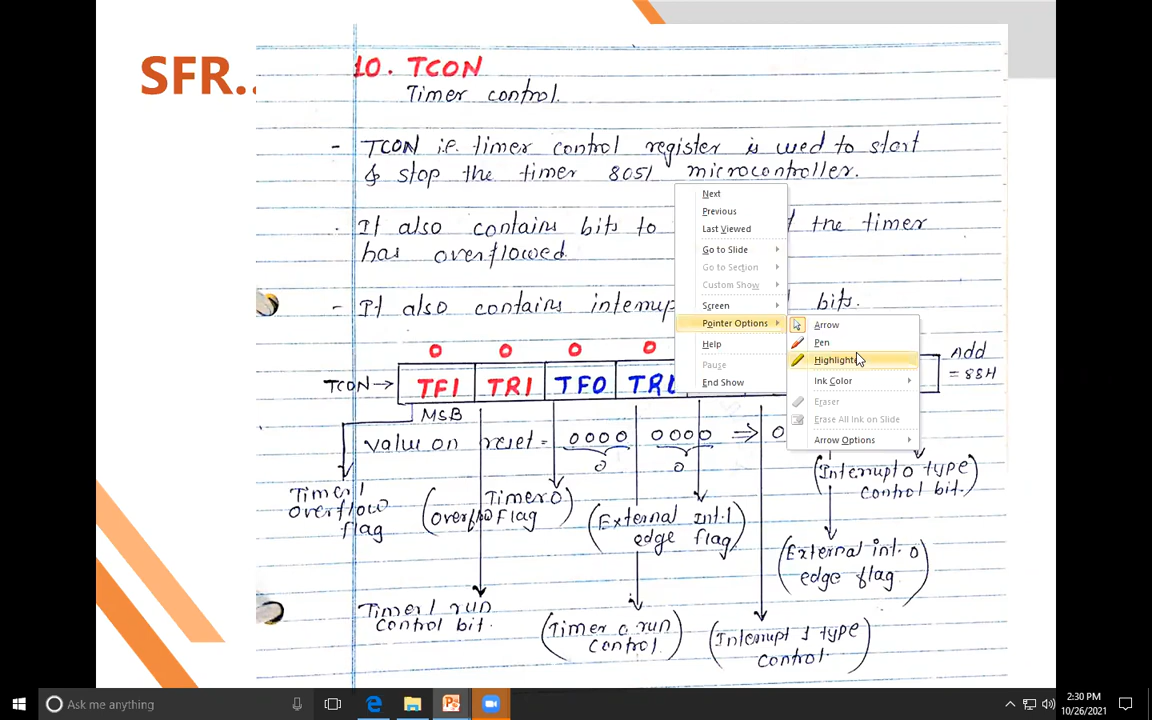 SFR..
10. TCON
Timer control.
- TCON i.e. timer control register is used to start
& stop the timer 8051 microcontroller.
- It also contains bits to the timer
has overflowed.
- It also contains bits.
Next
Previous
Last Viewed
Go to Slide
Go to Section
Custom Show
Screen
Pointer Options
Help
Pause
End Show
Arrow
Pen
Highlighter
Ink Color
Eraser
Erase All Ink on Slide
Arrow Options
0 0 0 0
TCON → TF1 TR1 TF0
Add
= 88H
MSB
value on reset = 0000 0000 ⇒ 0
0 0
Timer 1
overflow
flag
(Timer 0
overflow flag)
(External Int. 1
edge flag)
(Interrupt 0 type
control bit.)
(External int. 0
edge flag)
Timer 1 run
control bit.
(Timer 0 run
control.)
(Interrupt 1 type
control.)
Ask me anything
2:30 PM
10/26/2021